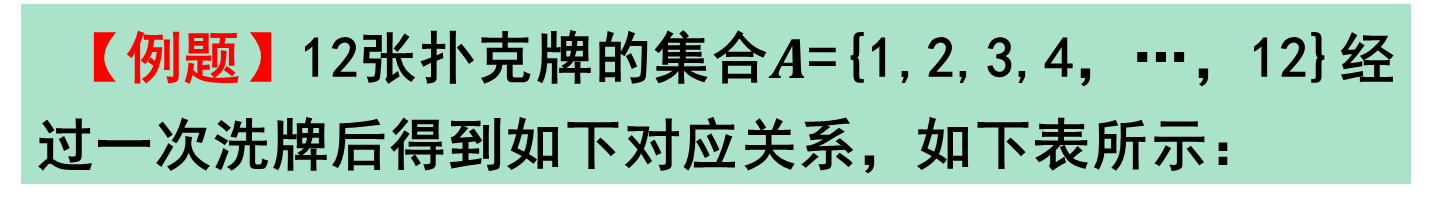 【例题】12张扑克牌的集合A={1,2,3,4，…，12}经
过一次洗牌后得到如下对应关系，如下表所示：